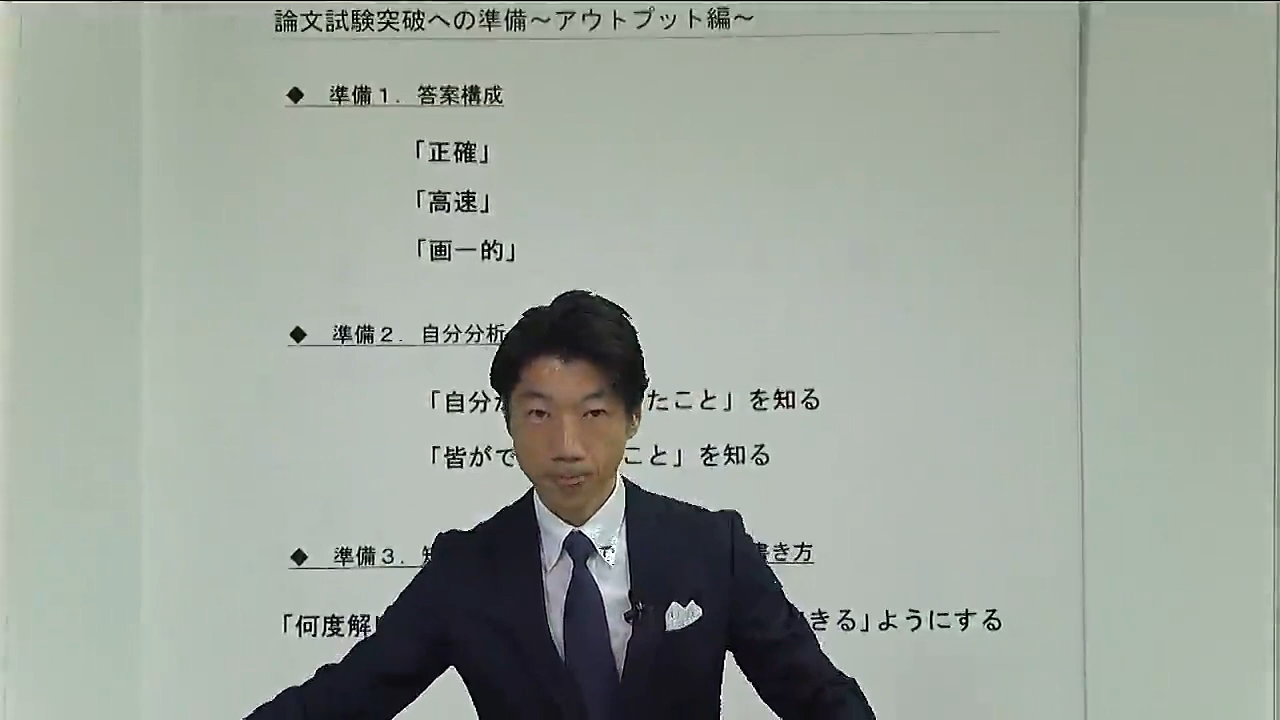 論文試験突破への準備～アウトプット編～
◆ 準備１．答案構成
「正確」
「高速」
「画一的」
◆ 準備２．自分分析
「自分が たこと」を知る
「皆がで こと」を知る
◆ 準備３． 書き方
「何度解 きる」ようにする